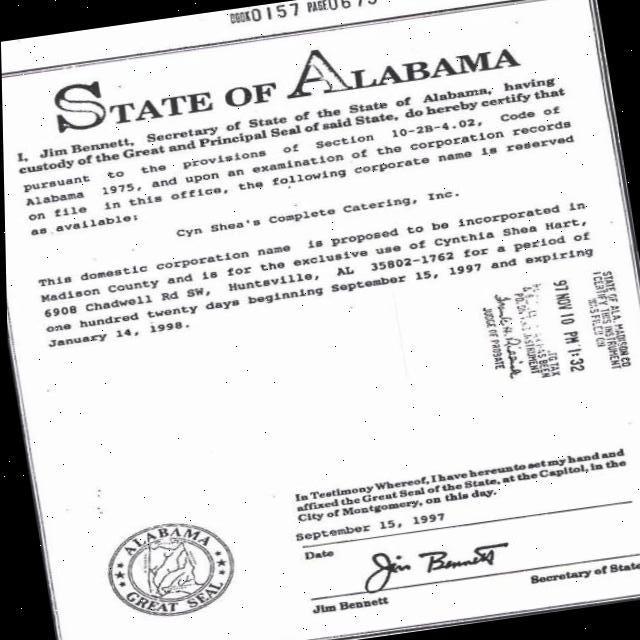 BOOK 0157 PAGE
STATE OF ALABAMA
I, Jim Bennett, Secretary of State of the State of Alabama, having
custody of the Great and Principal Seal of said State, do hereby certify that
pursuant to the provisions of Section 10-2B-4.02, Code of
Alabama 1975, and upon an examination of the corporation records
on file in this office, the following corporate name is reserved
as available:
Cyn Shea's Complete Catering, Inc.
This domestic corporation name is proposed to be incorporated in
Madison County and is for the exclusive use of Cynthia Shea Hart,
6908 Chadwell Rd SW, Huntsville, AL 35802-1762 for a period of
one hundred twenty days beginning September 15, 1997 and expiring
January 14, 1998.
STATE OF ALA. MADISON CO
I CERTIFY THIS INSTRUMENT
97 NOV 10 PM 1:32
JUDGE OF PROBATE
In Testimony Whereof, I have hereunto set my hand and
affixed the Great Seal of the State, at the Capitol, in the
City of Montgomery, on this day.
September 15, 1997
Date
Jim Bennett
Jim Bennett
Secretary of State
ALABAMA
GREAT SEAL